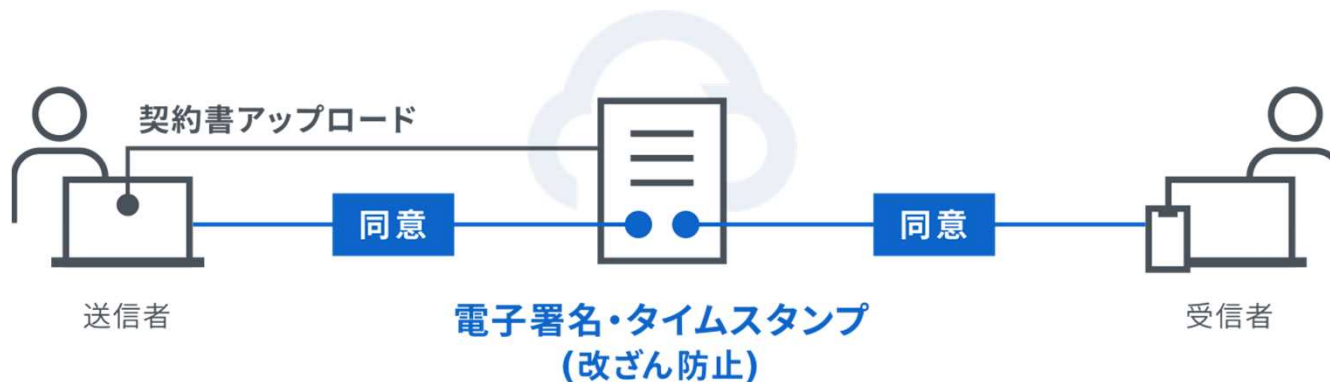 契約書アップロード
同意
同意
送信者
電子署名・タイムスタンプ
(改ざん防止)
受信者